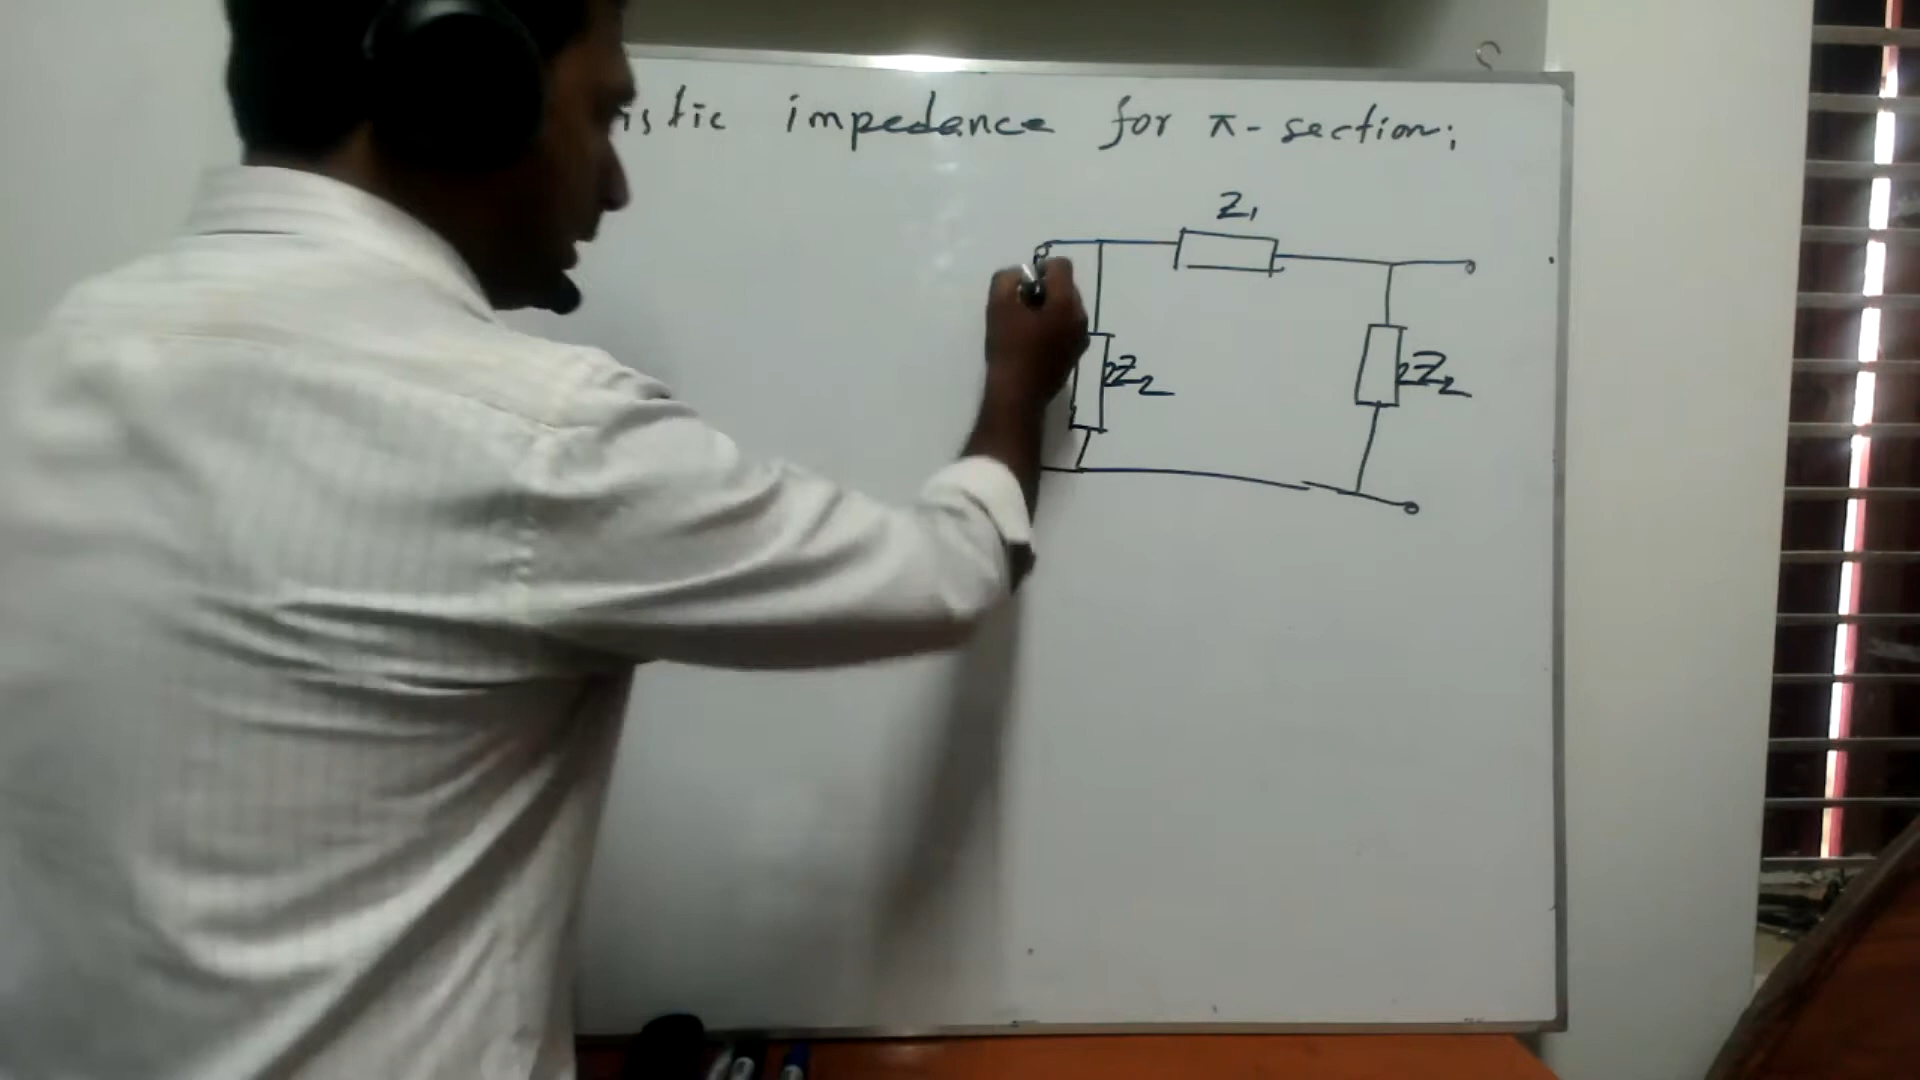 istic impedance for π-section:
Z1
2Z2
2Z2